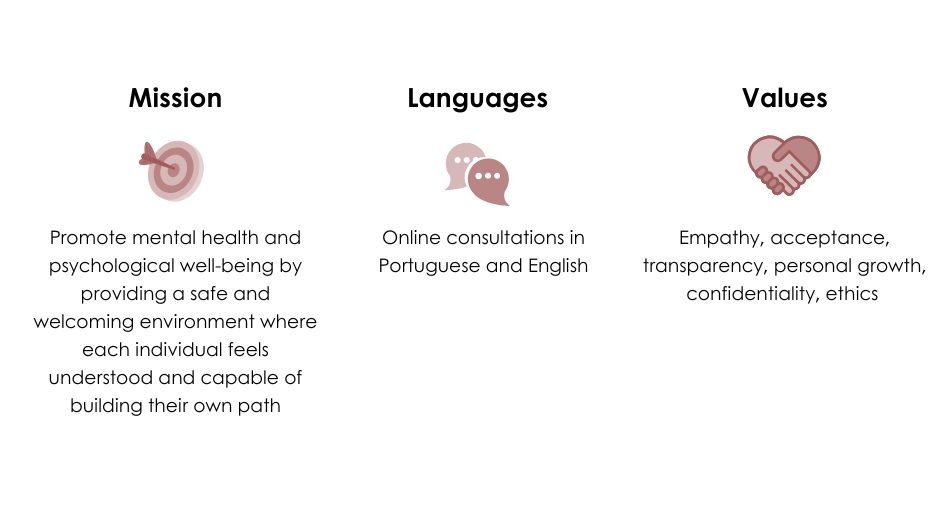 Mission
Promote mental health and
psychological well-being by
providing a safe and
welcoming environment where
each individual feels
understood and capable of
building their own path
Languages
Online consultations in
Portuguese and English
Values
Empathy, acceptance,
transparency, personal growth,
confidentiality, ethics